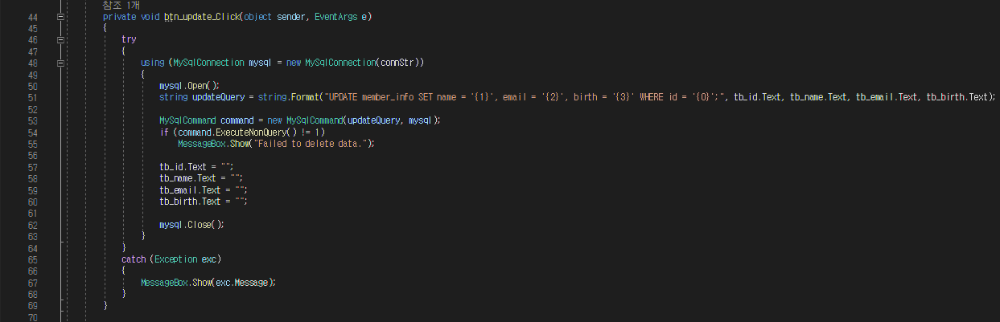 참조 1개
44 private void btn_update_Click(object sender, EventArgs e)
45 {
46 try
47 {
48 using (MySqlConnection mysql = new MySqlConnection(connStr))
49 {
50 mysql.Open();
51 string updateQuery = string.Format("UPDATE member_info SET name = '{1}', email = '{2}', birth = '{3}' WHERE id = '{0}';", tb_id.Text, tb_name.Text, tb_email.Text, tb_birth.Text);
52
53 MySqlCommand command = new MySqlCommand(updateQuery, mysql);
54 if (command.ExecuteNonQuery() != 1)
55 MessageBox.Show("Failed to delete data.");
56
57 tb_id.Text = "";
58 tb_name.Text = "";
59 tb_email.Text = "";
60 tb_birth.Text = "";
61
62 mysql.Close();
63 }
64 }
65 catch (Exception exc)
66 {
67 MessageBox.Show(exc.Message);
68 }
69 }
70